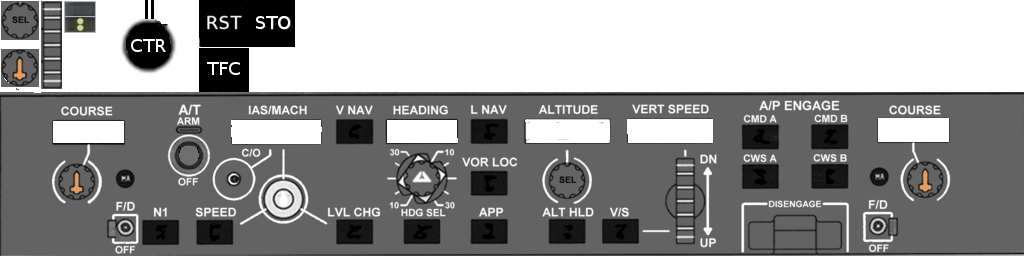 SEL
CTR
RST STO
TFC
COURSE
A/T
ARM
OFF
IAS/MACH
C/O
V NAV
HEADING
L NAV
ALTITUDE
VERT SPEED
A/P ENGAGE
CMD A
CMD B
CWS A
CWS B
COURSE
30
10
10
30
VOR LOC
SEL
DN
UP
MA
MA
F/D
OFF
N1
SPEED
LVL CHG
HDG SEL
APP
ALT HLD
V/S
DISENGAGE
F/D
OFF